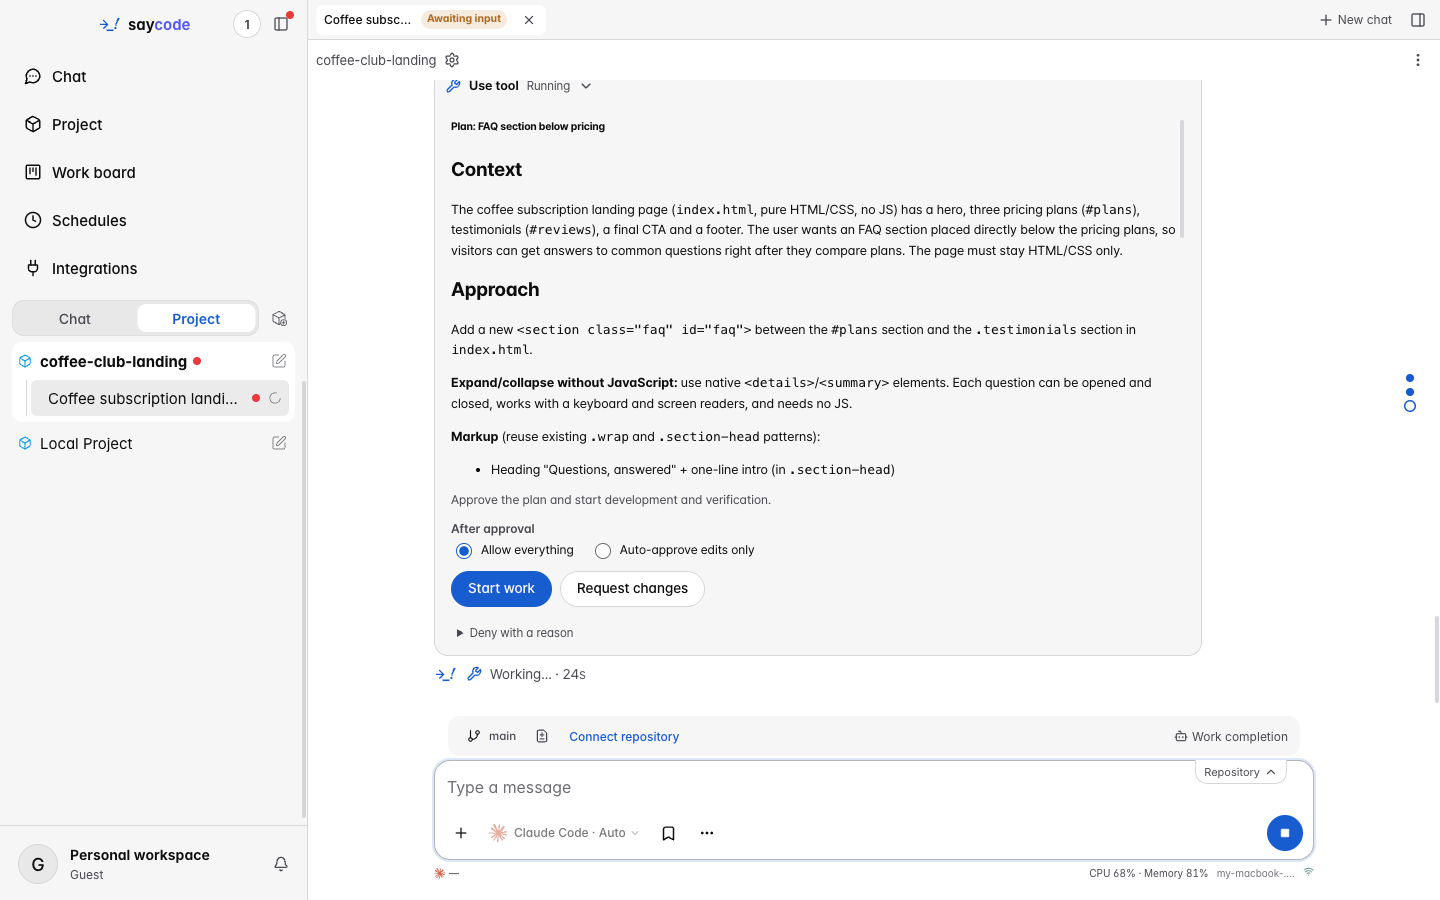 saycode
1
Chat
Project
Work board
Schedules
Integrations
Chat
Project
coffee-club-landing
Coffee subscription landi...
Local Project
G
Personal workspace
Guest
Coffee subsc...
Awaiting input
New chat
coffee-club-landing
Use tool Running
Plan: FAQ section below pricing
Context
The coffee subscription landing page (index.html, pure HTML/CSS, no JS) has a hero, three pricing plans (#plans),
testimonials (#reviews), a final CTA and a footer. The user wants an FAQ section placed directly below the pricing plans, so
visitors can get answers to common questions right after they compare plans. The page must stay HTML/CSS only.
Approach
Add a new <section class="faq" id="faq"> between the #plans section and the .testimonials section in
index.html.
Expand/collapse without JavaScript: use native <details>/<summary> elements. Each question can be opened and
closed, works with a keyboard and screen readers, and needs no JS.
Markup (reuse existing .wrap and .section-head patterns):
• Heading "Questions, answered" + one-line intro (in .section-head)
Approve the plan and start development and verification.
After approval
Allow everything
Auto-approve edits only
Start work
Request changes
Deny with a reason
Working... · 24s
main
Connect repository
Work completion
Repository
Type a message
Claude Code · Auto
—
CPU 68% · Memory 81% my-macbook-....